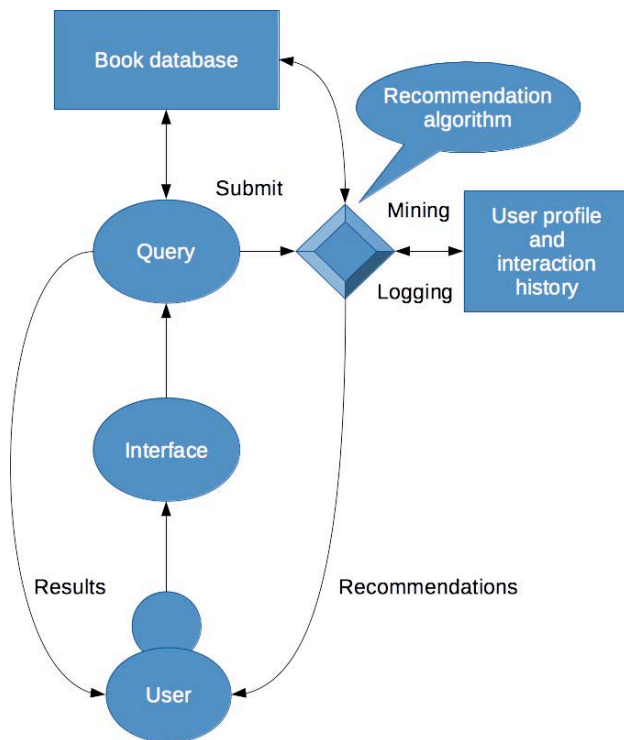 Book database
Recommendation
algorithm
Submit
Mining
Query
User profile
and
interaction
history
Logging
Interface
Results
Recommendations
User